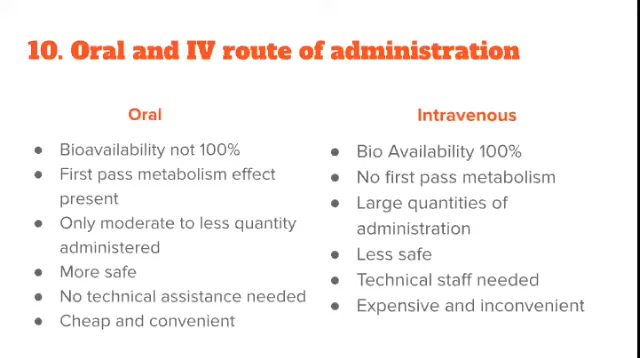 10. Oral and IV route of administration
Oral
Bioavailability not 100%
First pass metabolism effect
present
Only moderate to less quantity
administered
More safe
No technical assistance needed
Cheap and convenient
Intravenous
Bio Availability 100%
No first pass metabolism
Large quantities of
administration
Less safe
Technical staff needed
Expensive and inconvenient